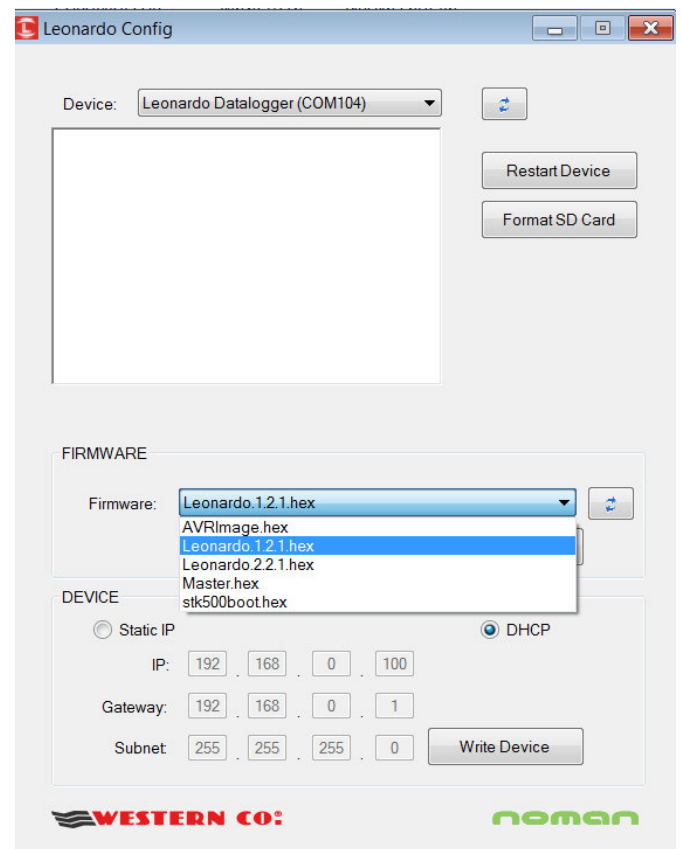 Leonardo Config
Device: Leonardo Datalogger (COM104)
Restart Device
Format SD Card
FIRMWARE
Firmware: Leonardo.1.2.1.hex
AVRImage.hex
Leonardo.1.2.1.hex
Leonardo.2.2.1.hex
Master.hex
stk500boot.hex
DEVICE
Static IP DHCP
IP: 192 . 168 . 0 . 100
Gateway: 192 . 168 . 0 . 1
Subnet: 255 . 255 . 255 . 0 Write Device
WESTERN CO: noman